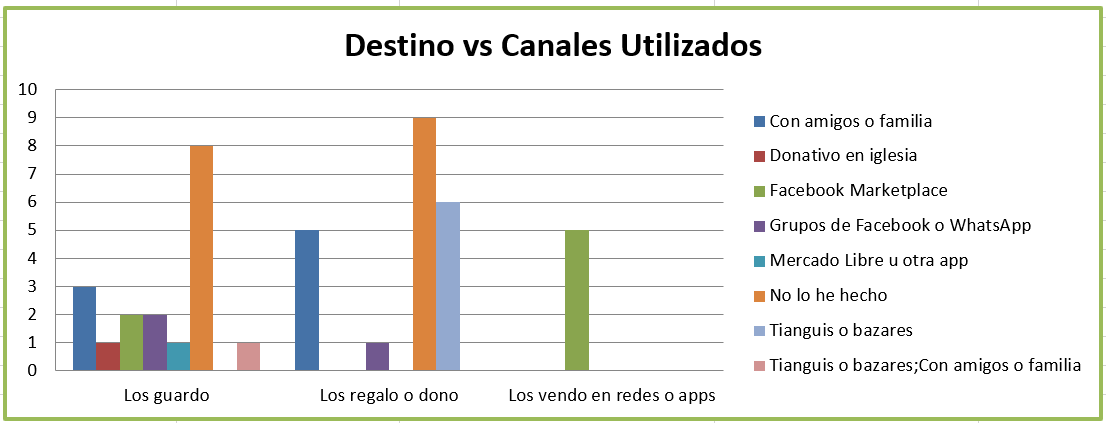 Destino vs Canales Utilizados
10
9
8
7
6
5
4
3
2
1
0
Los guardo
Los regalo o dono
Los vendo en redes o apps
Con amigos o familia
Donativo en iglesia
Facebook Marketplace
Grupos de Facebook o WhatsApp
Mercado Libre u otra app
No lo he hecho
Tianguis o bazares
Tianguis o bazares;Con amigos o familia